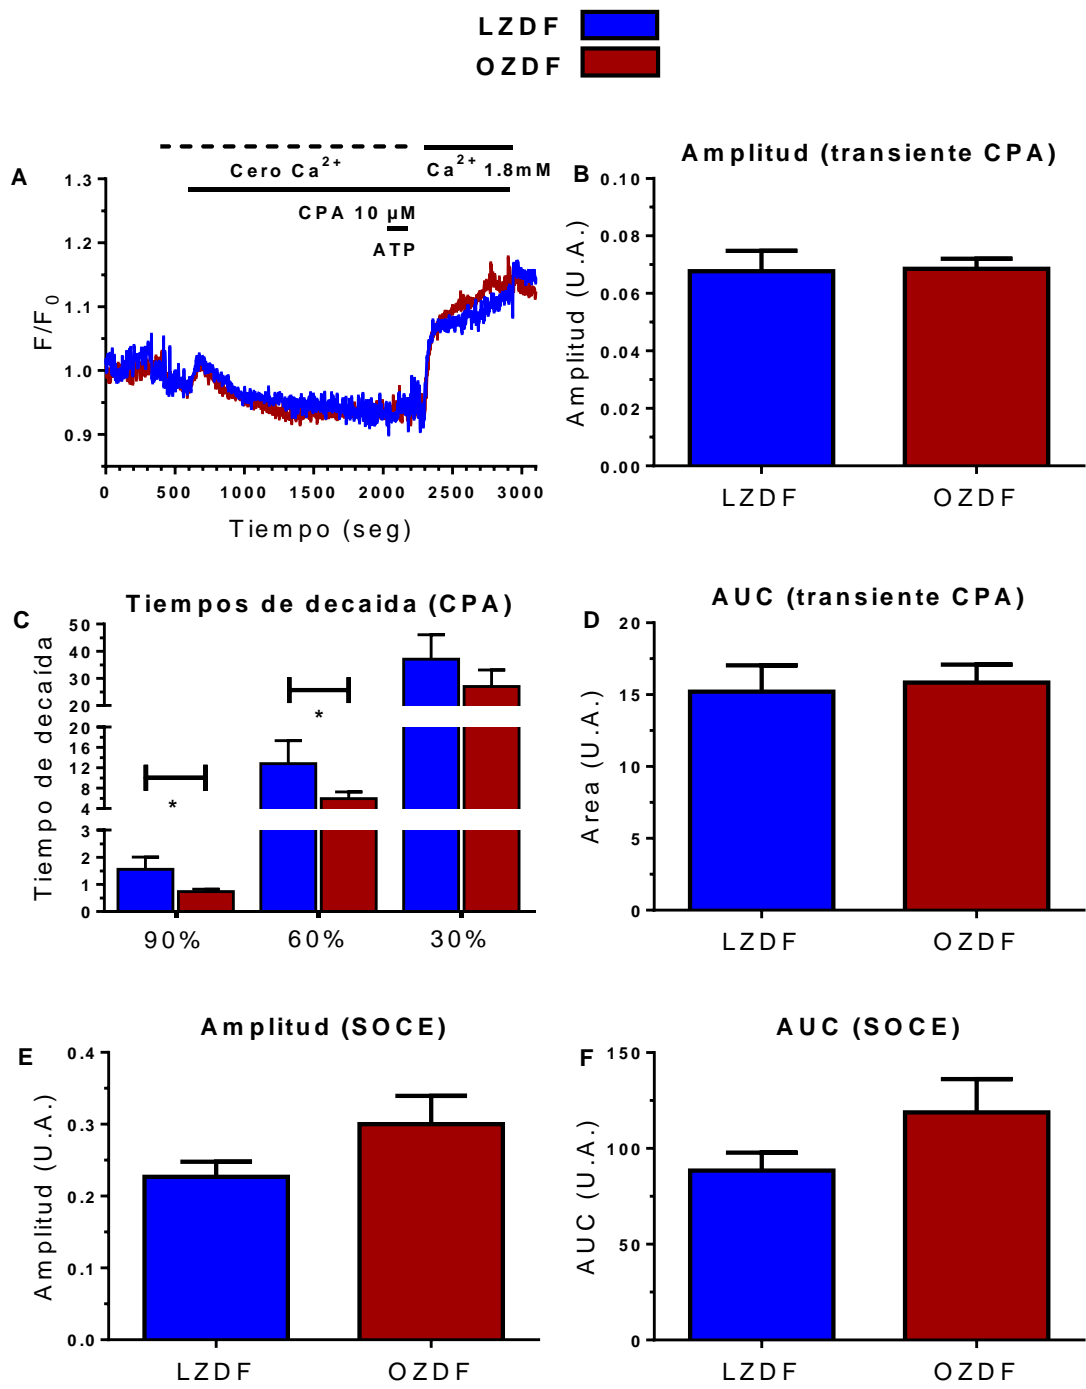 LZDF
OZDF
A
Cero Ca²⁺
Ca²⁺ 1.8mM
CPA 10 µM
ATP
F/F₀
1.3
1.2
1.1
1.0
0.9
0 500 1000 1500 2000 2500 3000
Tiempo (seg)
B
Amplitud (transiente CPA)
Amplitud (U.A.)
0.10
0.08
0.06
0.04
0.02
0.00
LZDF OZDF
C
Tiempos de decaida (CPA)
Tiempo de decaída
50
40
30
20
20
16
12
8
4
3
2
1
0
90% 60% 30%
*
*
D
AUC (transiente CPA)
Area (U.A.)
20
15
10
5
0
LZDF OZDF
E
Amplitud (SOCE)
Amplitud (U.A.)
0.4
0.3
0.2
0.1
0.0
LZDF OZDF
F
AUC (SOCE)
AUC (U.A.)
150
100
50
0
LZDF OZDF